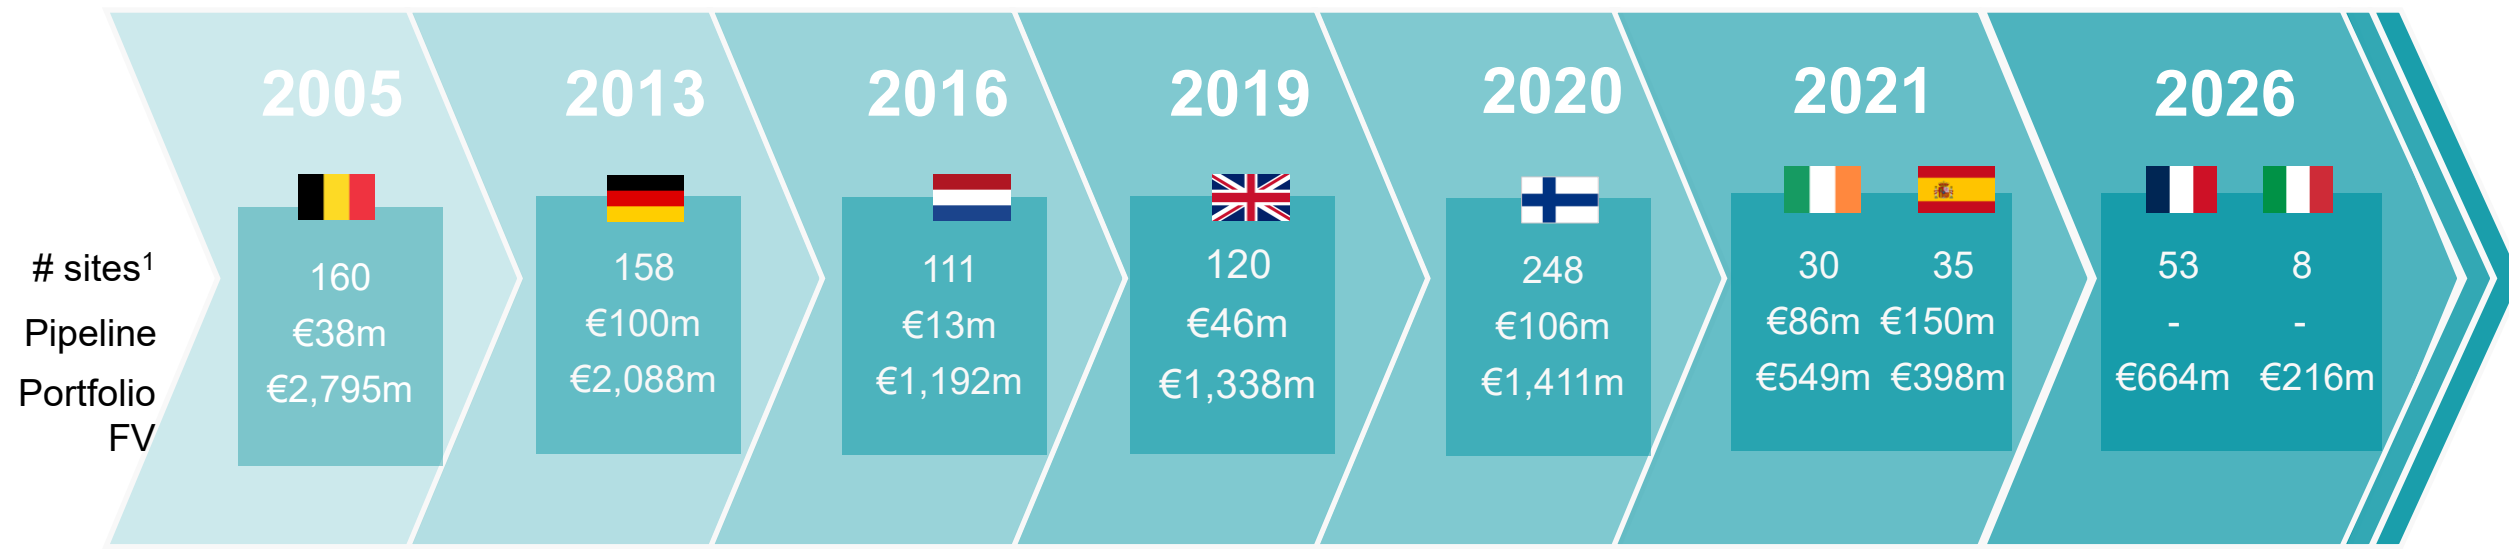 2005 2013 2016 2019 2020 2021 2026
# sites1 160 158 111 120 248 30 35 53 8
Pipeline €38m €100m €13m €46m €106m €86m €150m - -
Portfolio €2,795m €2,088m €1,192m €1,338m €1,411m €549m €398m €664m €216m
FV